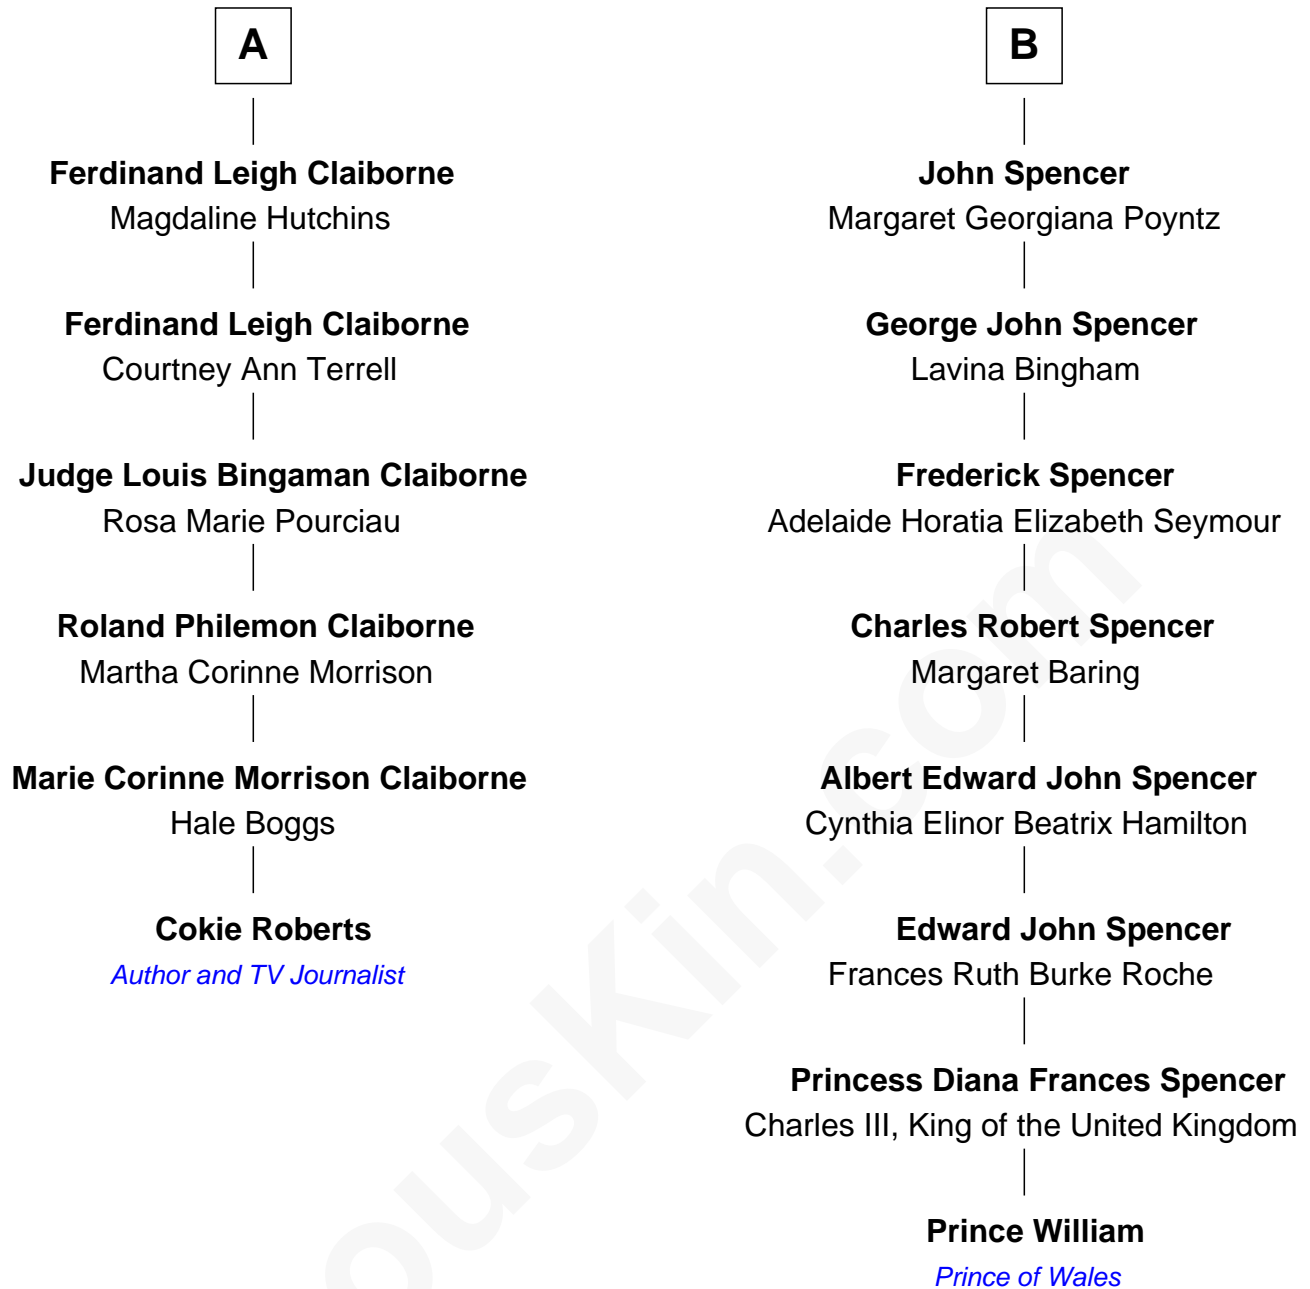 A
Ferdinand Leigh Claiborne
Magdaline Hutchins
Ferdinand Leigh Claiborne
Courtney Ann Terrell
Judge Louis Bingaman Claiborne
Rosa Marie Pourciau
Roland Philemon Claiborne
Martha Corinne Morrison
Marie Corinne Morrison Claiborne
Hale Boggs
Cokie Roberts
Author and TV Journalist
B
John Spencer
Margaret Georgiana Poyntz
George John Spencer
Lavina Bingham
Frederick Spencer
Adelaide Horatia Elizabeth Seymour
Charles Robert Spencer
Margaret Baring
Albert Edward John Spencer
Cynthia Elinor Beatrix Hamilton
Edward John Spencer
Frances Ruth Burke Roche
Princess Diana Frances Spencer
Charles III, King of the United Kingdom
Prince William
Prince of Wales
ousKin.com